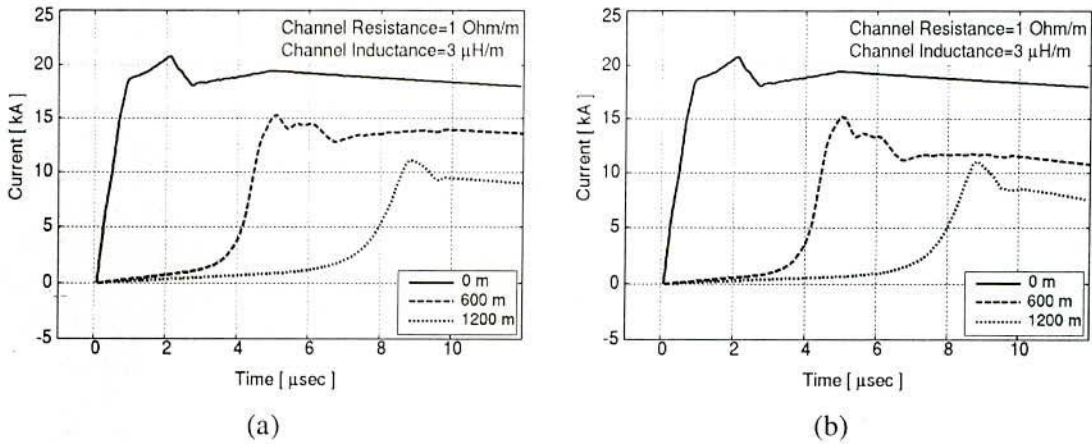 Channel Resistance=1 Ohm/m
Channel Inductance=3 μH/m
25
20
15
10
5
0
-5
Current [ kA ]
0 m
600 m
1200 m
0 2 4 6 8 10
Time [ μsec ]
(a)
Channel Resistance=1 Ohm/m
Channel Inductance=3 μH/m
25
20
15
10
5
0
-5
Current [ kA ]
0 m
600 m
1200 m
0 2 4 6 8 10
Time [ μsec ]
(b)